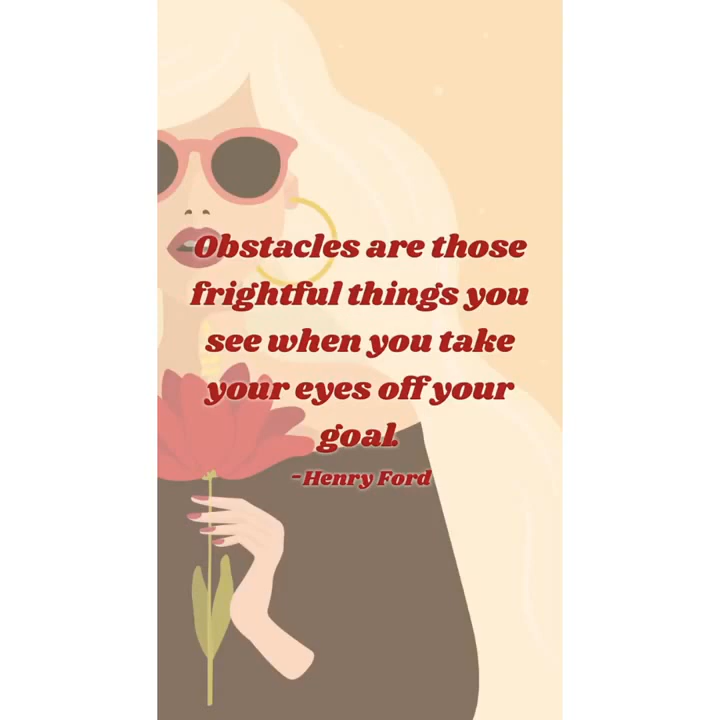 Obstacles are those
frightful things you
see when you take
your eyes off your
goal.
-Henry Ford